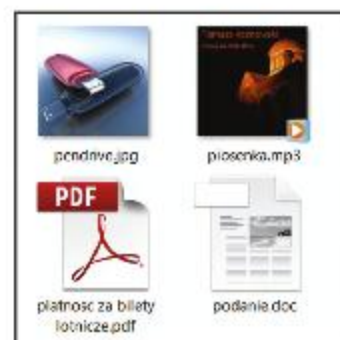 pendrive.jpg
piosenka.mp3
PDF
platnosc za bilety
lotnicze.pdf
podanie.doc